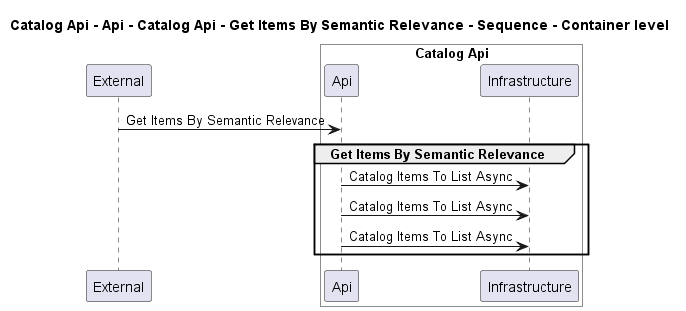 Catalog Api - Api - Catalog Api - Get Items By Semantic Relevance - Sequence - Container level
Catalog Api
External
Api
Infrastructure
Get Items By Semantic Relevance
Get Items By Semantic Relevance
Catalog Items To List Async
Catalog Items To List Async
Catalog Items To List Async
External
Api
Infrastructure